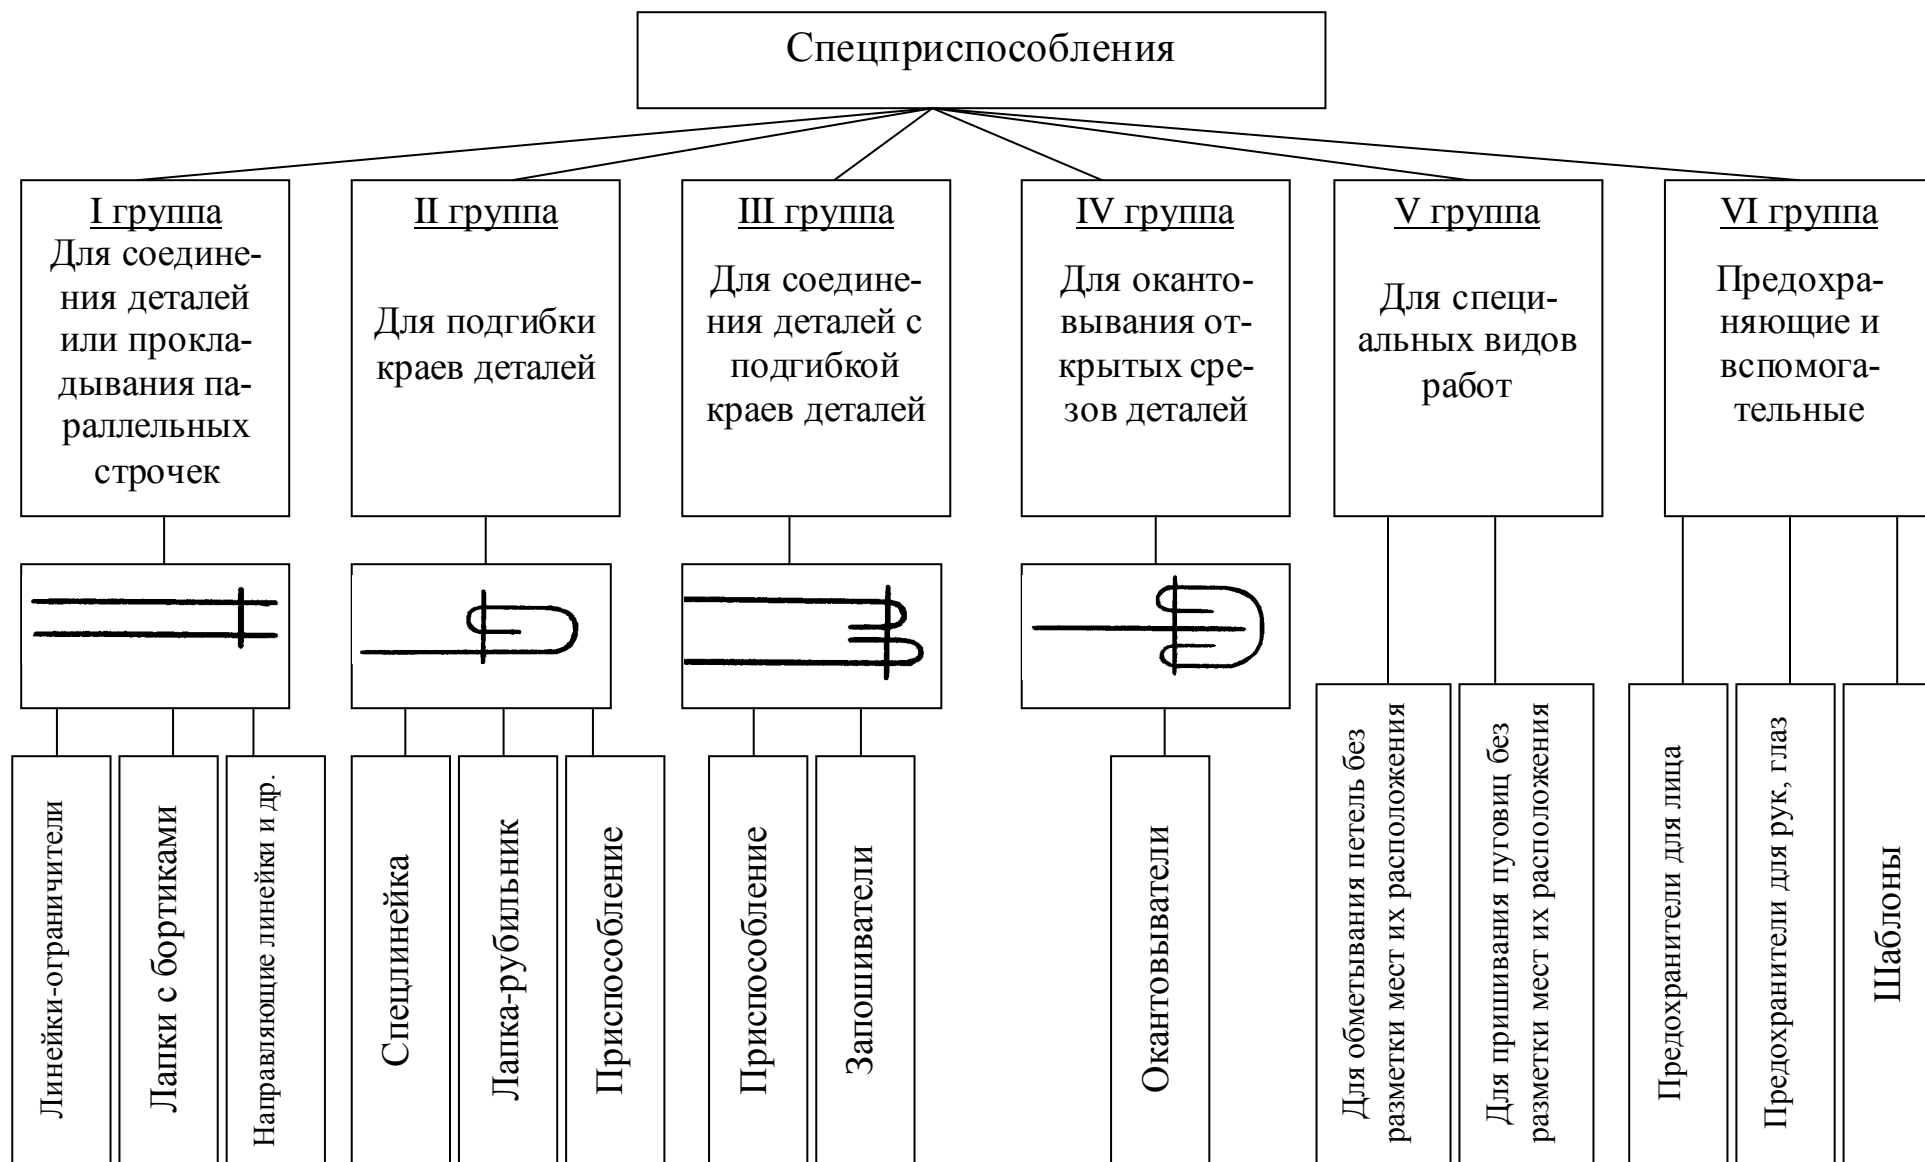 Спецприспособления
I группа
Для соедине-
ния деталей
или прокла-
дывания па-
раллельных
строчек
II группа
Для подгибки
краев деталей
III группа
Для соедине-
ния деталей с
подгибкой
краев деталей
IV группа
Для оканто-
вывания от-
крытых сре-
зов деталей
V группа
Для специ-
альных видов
работ
VI группа
Предохра-
няющие и
вспомога-
тельные
Линейки-ограничители
Лапки с бортиками
Направляющие линейки и др.
Спецлинейка
Лапка-рубильник
Приспособление
Приспособление
Запошиватели
Окантовыватели
Для обметывания петель без
разметки мест их расположения
Для пришивания пуговиц без
разметки мест их расположения
Предохранители для лица
Предохранители для рук, глаз
Шаблоны